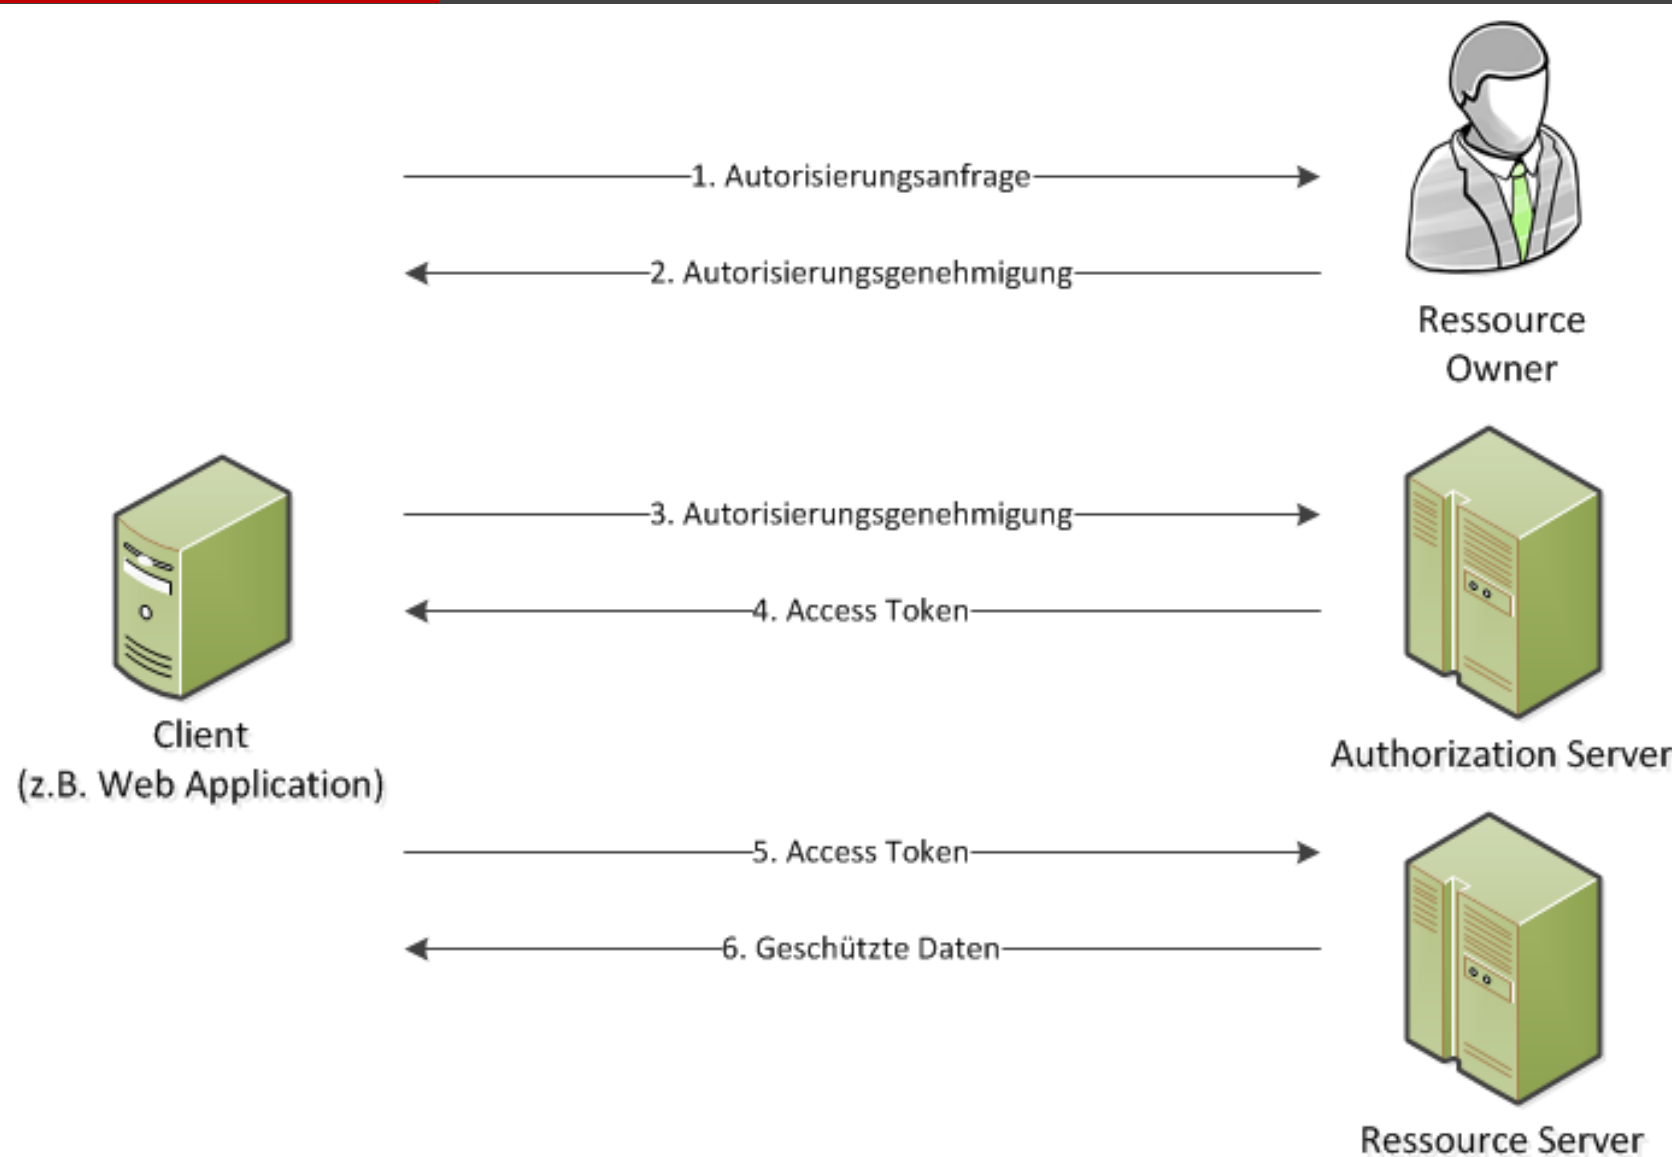 1. Autorisierungsanfrage
2. Autorisierungsgenehmigung
Ressource
Owner
3. Autorisierungsgenehmigung
4. Access Token
Client
(z.B. Web Application)
Authorization Server
5. Access Token
6. Geschützte Daten
Ressource Server